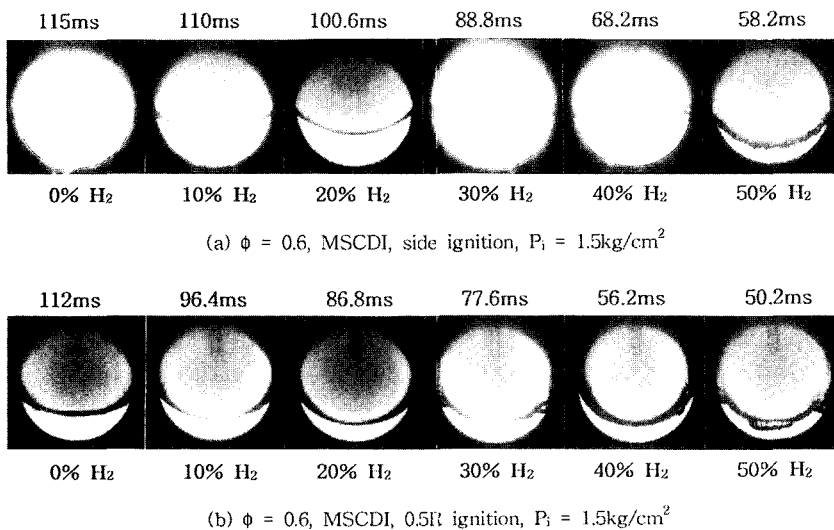 115ms 110ms 100.6ms 88.8ms 68.2ms 58.2ms
0% H₂ 10% H₂ 20% H₂ 30% H₂ 40% H₂ 50% H₂
(a) ϕ = 0.6, MSCDI, side ignition, Pᵢ = 1.5kg/cm²
112ms 96.4ms 86.8ms 77.6ms 56.2ms 50.2ms
0% H₂ 10% H₂ 20% H₂ 30% H₂ 40% H₂ 50% H₂
(b) ϕ = 0.6, MSCDI, 0.5R ignition, Pᵢ = 1.5kg/cm²